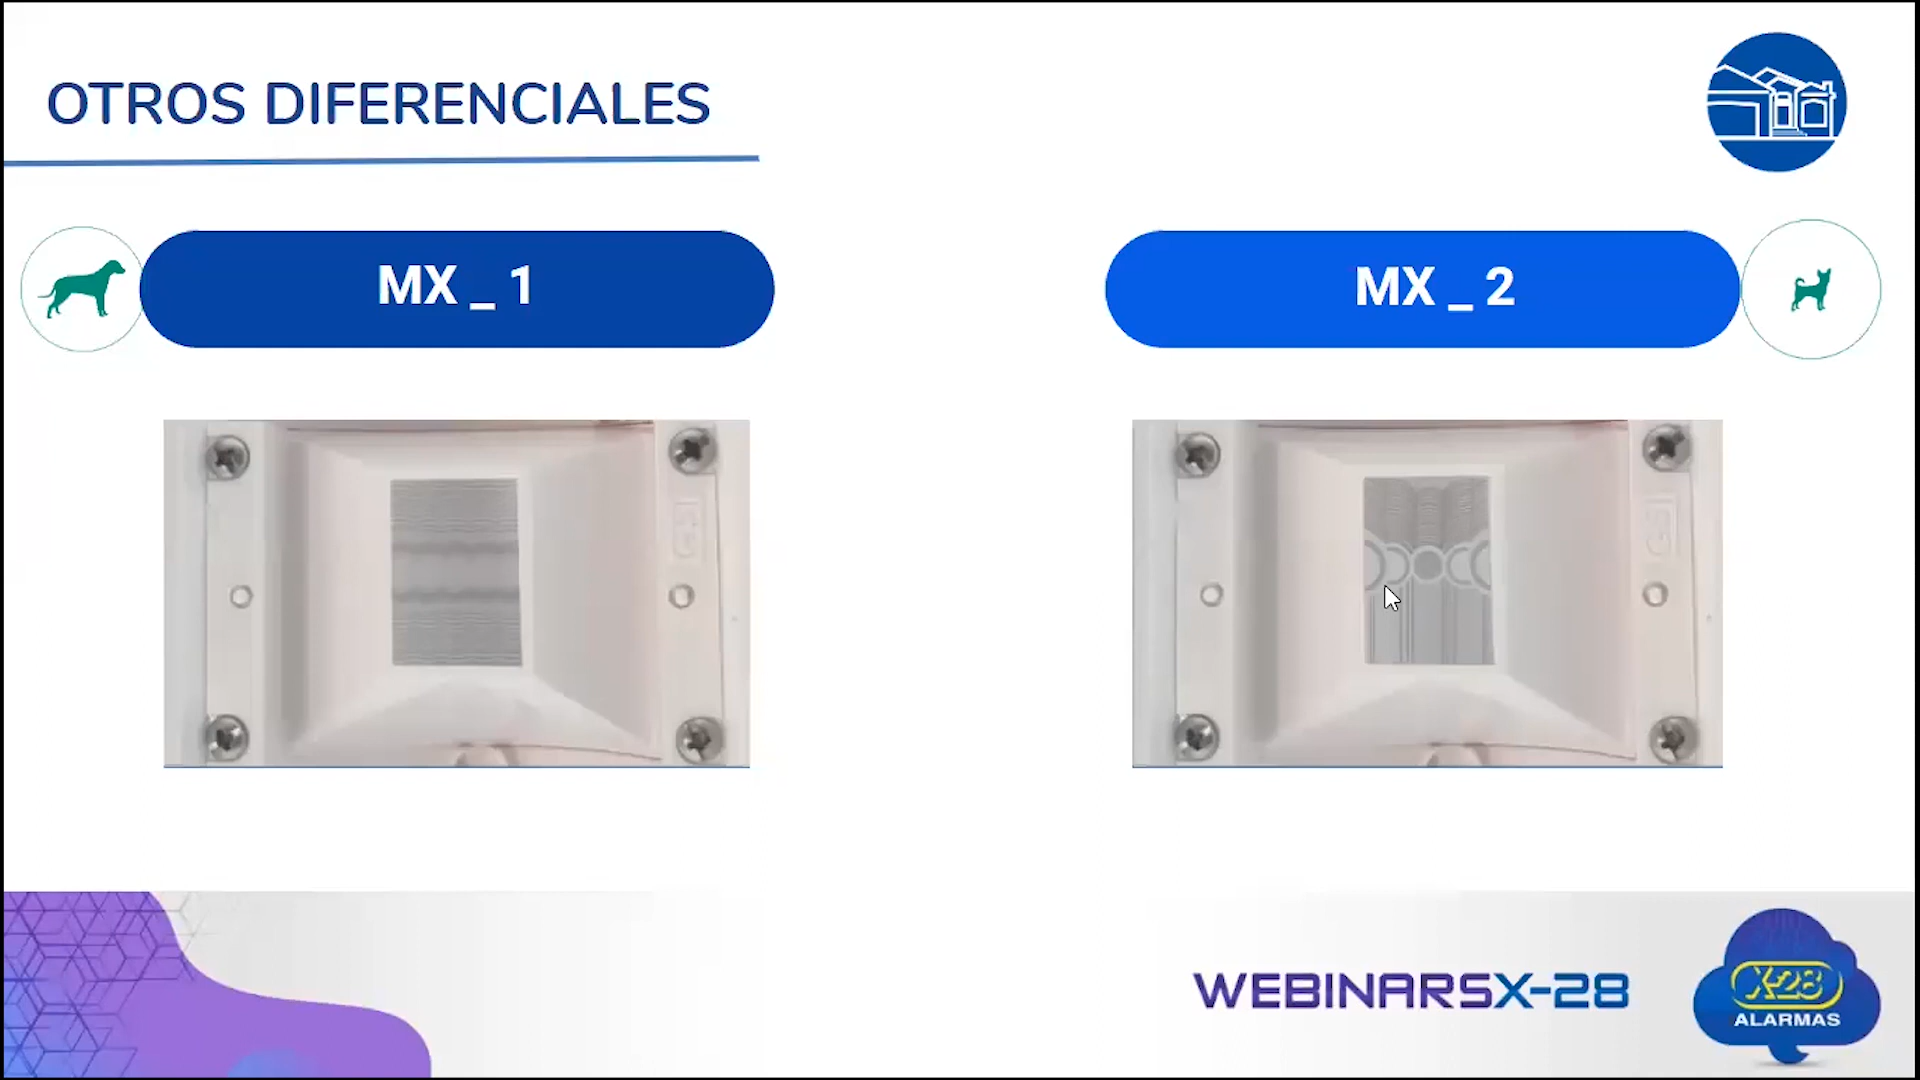 OTROS DIFERENCIALES
MX _ 1
MX _ 2
WEBINARSX-28
X-28
ALARMAS